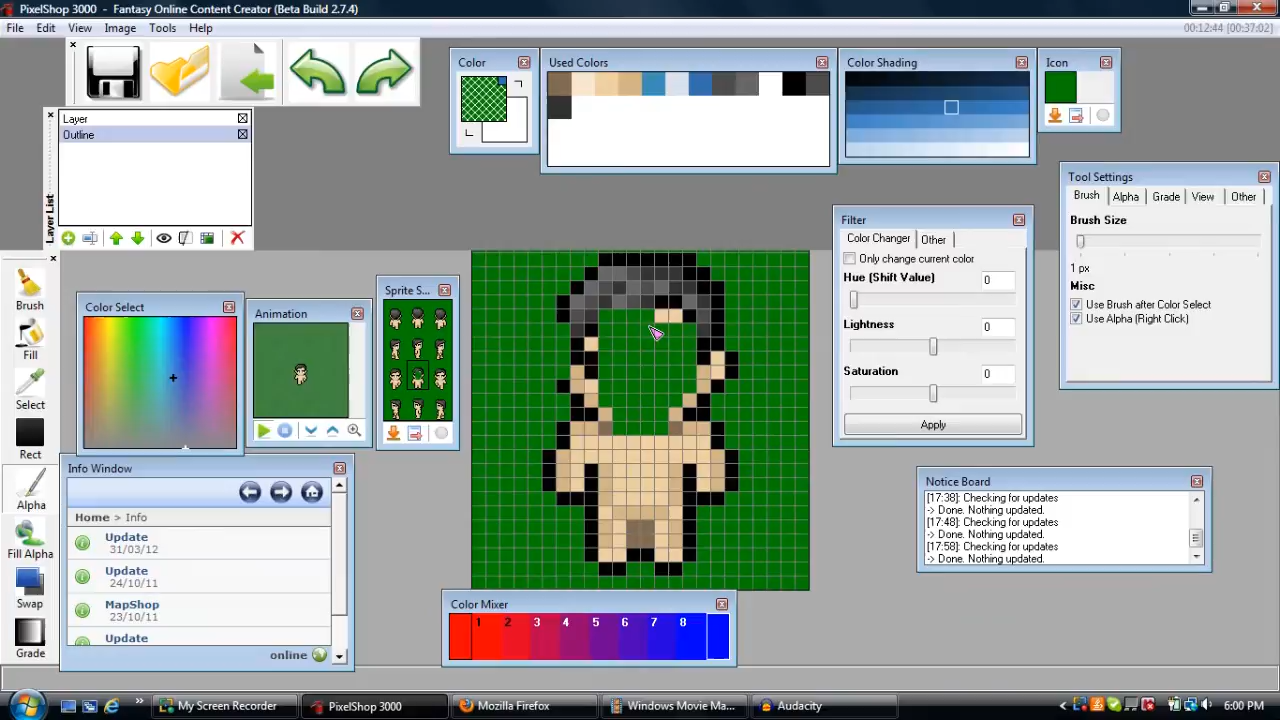 PixelShop 3000 - Fantasy Online Content Creator (Beta Build 2.7.4)
File Edit View Image Tools Help
00:12:44 [00:37:02]
Layer
Outline
Layer List
Color
Used Colors
Color Shading
Icon
Tool Settings
Brush Alpha Grade View Other
Brush Size
1 px
Misc
Use Brush after Color Select
Use Alpha (Right Click)
Filter
Color Changer Other
Only change current color
Hue (Shift Value) 0
Lightness 0
Saturation 0
Apply
Brush
Fill
Select
Rect
Alpha
Fill Alpha
Swap
Grade
Color Select
Animation
Sprite S...
Info Window
Home > Info
Update
31/03/12
Update
24/10/11
MapShop
23/10/11
Update
online
Color Mixer
1 2 3 4 5 6 7 8
Notice Board
[17:38]: Checking for updates
-> Done. Nothing updated.
[17:48]: Checking for updates
-> Done. Nothing updated.
[17:58]: Checking for updates
-> Done. Nothing updated.
My Screen Recorder
PixelShop 3000
Mozilla Firefox
Windows Movie Ma...
Audacity
6:00 PM